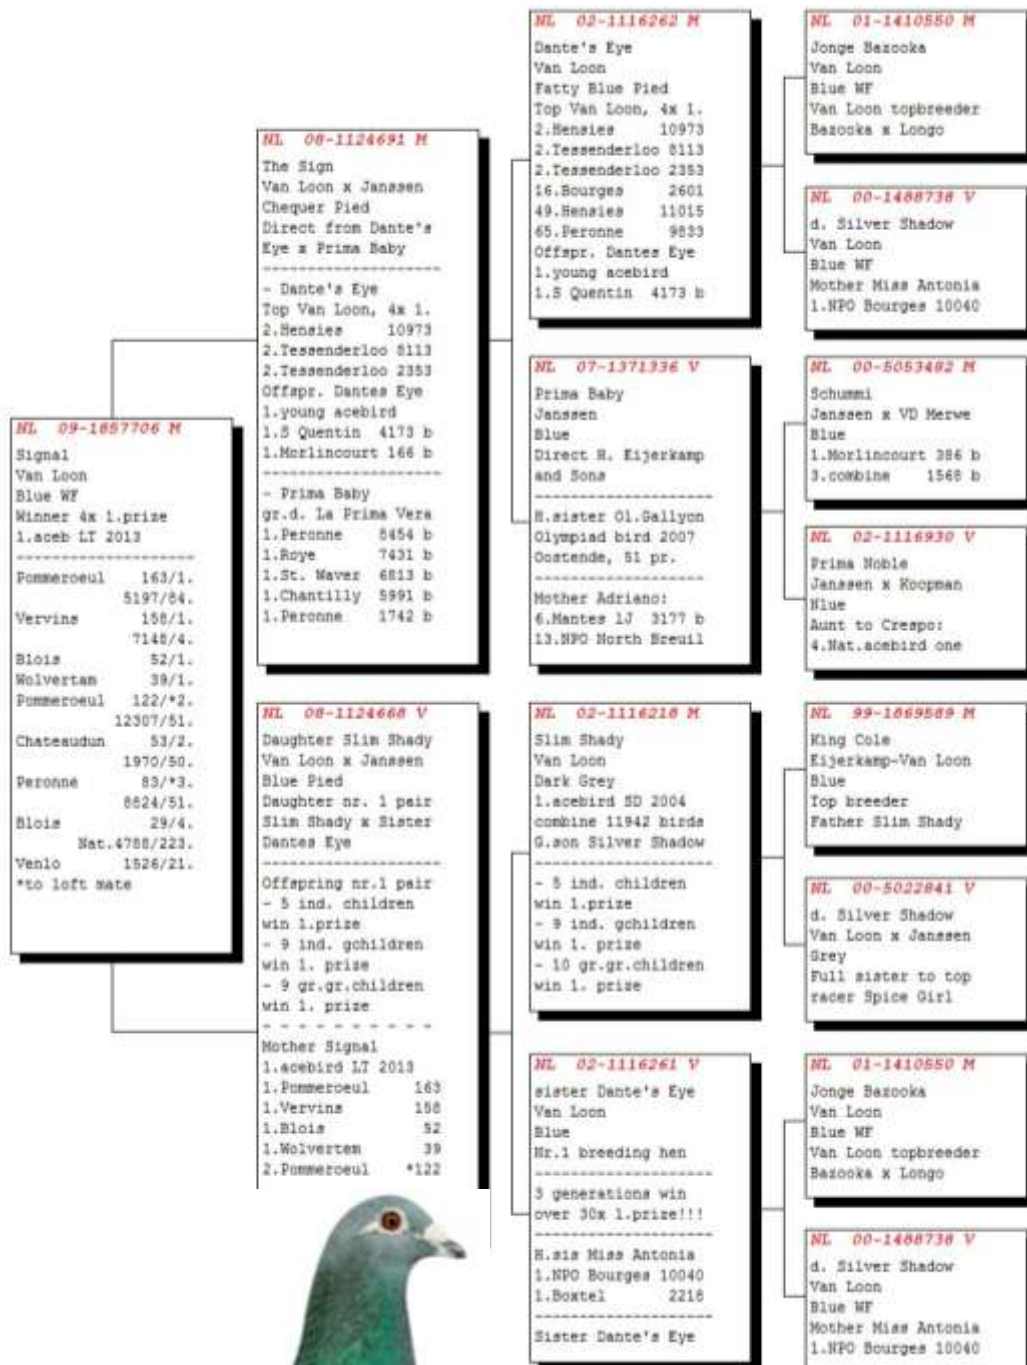 NL 09-1857706 M
Signal
Van Loon
Blue WF
Winner 4x 1.prize
1.aceb LT 2013
--------------------
Pommeroeul 163/1.
5197/84.
Vervins 158/1.
7148/4.
Blois 52/1.
Wolvertam 39/1.
Pommeroeul 122/*2.
12307/51.
Chateaudun 53/2.
1970/50.
Peronne 83/*3.
8824/51.
Blois 29/4.
Nat.4788/223.
Venlo 1526/21.
*to loft mate
NL 08-1124691 M
The Sign
Van Loon x Janssen
Chequer Pied
Direct from Dante's
Eye x Prima Baby
--------------------
- Dante's Eye
Top Van Loon, 4x 1.
2.Hensies 10973
2.Tessenderloo 8113
2.Tessenderloo 2353
Offspr. Dantes Eye
1.young acebird
1.S Quentin 4173 b
1.Morlincourt 166 b
--------------------
- Prima Baby
gr.d. La Prima Vera
1.Peronne 8454 b
1.Roye 7431 b
1.St. Waver 6813 b
1.Chantilly 5991 b
1.Peronne 1742 b
NL 08-1124668 V
Daughter Slim Shady
Van Loon x Janssen
Blue Pied
Daughter nr. 1 pair
Slim Shady x Sister
Dantes Eye
--------------------
Offspring nr.1 pair
- 5 ind. children
win 1.prize
- 9 ind. gchildren
win 1. prize
- 9 gr.gr.children
win 1. prize
- - - - - - - - - -
Mother Signal
1.acebird LT 2013
1.Pommeroeul 163
1.Vervins 158
1.Blois 52
1.Wolvertem 39
2.Pommeroeul *122
NL 02-1116262 M
Dante's Eye
Van Loon
Fatty Blue Pied
Top Van Loon, 4x 1.
2.Hensies 10973
2.Tessenderloo 8113
2.Tessenderloo 2353
16.Bourges 2601
49.Hensies 11015
65.Peronne 9833
Offspr. Dantes Eye
1.young acebird
1.S Quentin 4173 b
NL 07-1371336 V
Prima Baby
Janssen
Blue
Direct H. Eijerkamp
and Sons
--------------------
H.sister Ol.Gallyon
Olympiad bird 2007
Oostende, 51 pr.
--------------------
Mother Adriano:
6.Mantes lJ 3177 b
13.NPO North Breuil
NL 02-1116218 M
Slim Shady
Van Loon
Dark Grey
1.acebird SD 2004
combine 11942 birds
G.son Silver Shadow
--------------------
- 5 ind. children
win 1.prize
- 9 ind. gchildren
win 1. prize
- 10 gr.gr.children
win 1. prize
NL 02-1116261 V
sister Dante's Eye
Van Loon
Blue
Nr.1 breeding hen
--------------------
3 generations win
over 30x 1.prize!!!
--------------------
H.sis Miss Antonia
1.NPO Bourges 10040
1.Boxtel 2218
--------------------
Sister Dante's Eye
NL 01-1410550 M
Jonge Bazooka
Van Loon
Blue WF
Van Loon topbreeder
Bazooka x Longo
NL 00-1488738 V
d. Silver Shadow
Van Loon
Blue WF
Mother Miss Antonia
1.NPO Bourges 10040
NL 00-5053482 M
Schummi
Janssen x VD Merwe
Blue
1.Morlincourt 386 b
3.combine 1568 b
NL 02-1116930 V
Prima Noble
Janssen x Koopman
Nlue
Aunt to Crespo:
4.Nat.acebird one
NL 99-1869589 M
King Cole
Eijerkamp-Van Loon
Blue
Top breeder
Father Slim Shady
NL 00-5022841 V
d. Silver Shadow
Van Loon x Janssen
Grey
Full sister to top
racer Spice Girl
NL 01-1410550 M
Jonge Bazooka
Van Loon
Blue WF
Van Loon topbreeder
Bazooka x Longo
NL 00-1488738 V
d. Silver Shadow
Van Loon
Blue WF
Mother Miss Antonia
1.NPO Bourges 10040